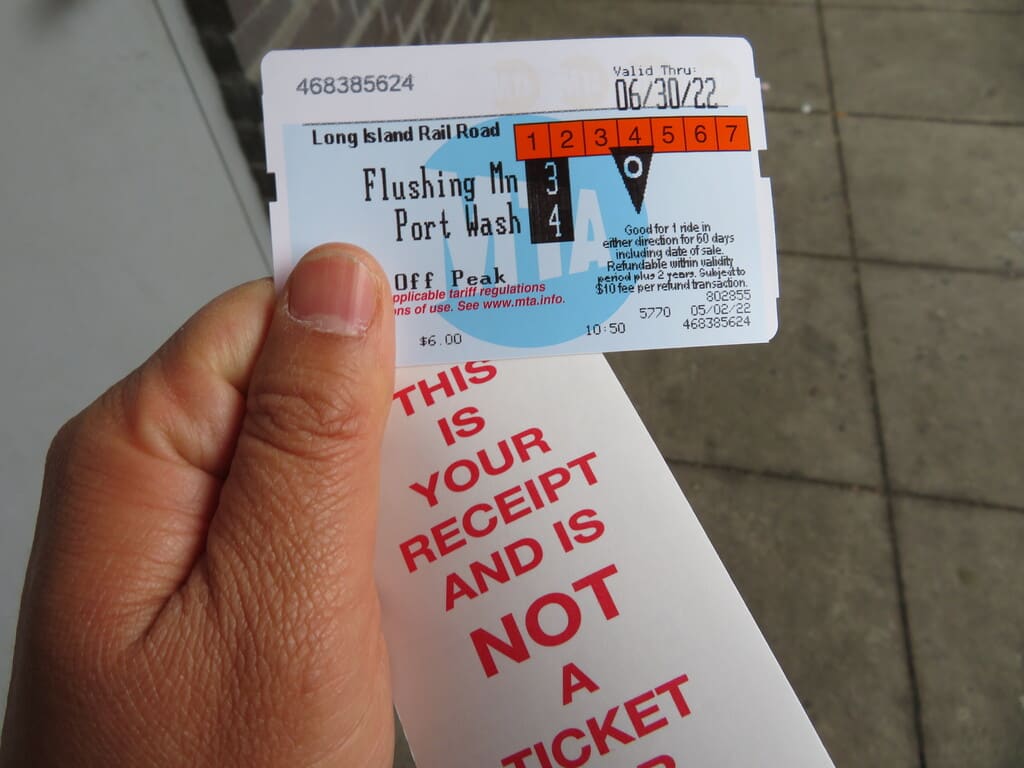 468385624
Valid Thru:
06/30/22
Long Island Rail Road
1 2 3 4 5 6 7
Flushing Mn 3
O
Port Wash 4
MTA
Good for 1 ride in
either direction for 60 days
including date of sale.
Refundable within validity
period plus 2 years. Subject to
$10 fee per refund transaction.
Off Peak
applicable tariff regulations
of use. See www.mta.info.
802855
5770 05/02/22
$6.00 10:50 468385624
THIS
IS
YOUR
RECEIPT
AND IS
NOT
A
TICKET